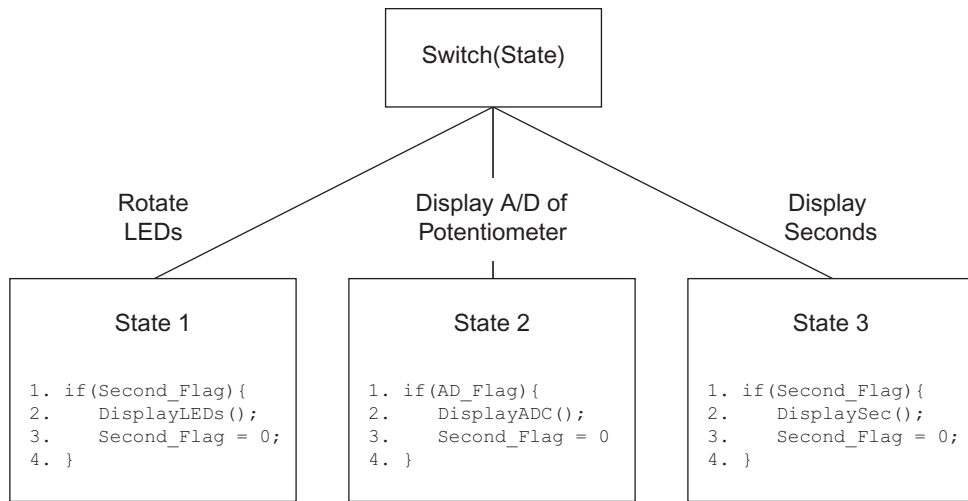 Switch(State)
Rotate
LEDs
Display A/D of
Potentiometer
Display
Seconds
State 1
1. if(Second_Flag){
2.    DisplayLEDs();
3.    Second_Flag = 0;
4. }
State 2
1. if(AD_Flag){
2.    DisplayADC();
3.    Second_Flag = 0
4. }
State 3
1. if(Second_Flag){
2.    DisplaySec();
3.    Second_Flag = 0;
4. }